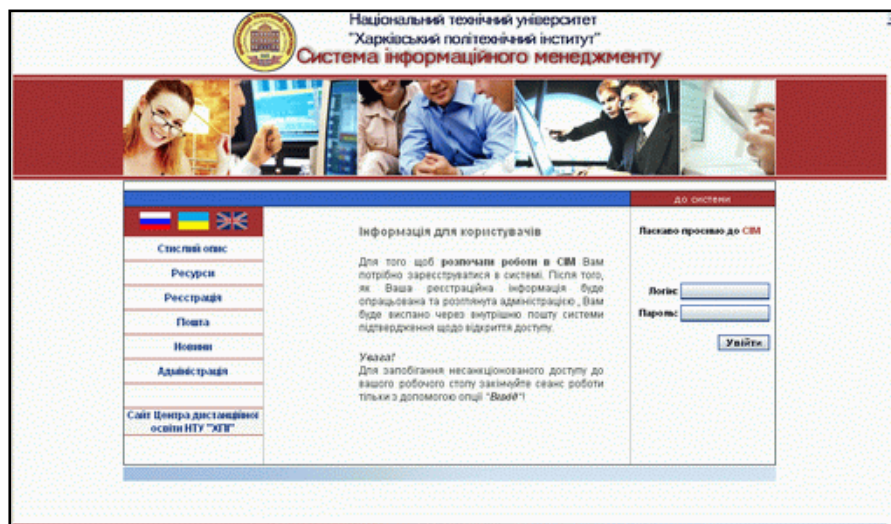 Національний технічний університет
"Харківський політехнічний інститут"
Система інформаційного менеджменту
до системи
Стислий опис
Ресурси
Реєстрація
Пошта
Новини
Адміністрація
Сайт Центра дистанційної
освіти НТУ "ХПІ"
Інформація для користувачів
Для того щоб розпочати роботи в СІМ Вам
потрібно зареєструватися в системі. Після того,
як Ваша реєстраційна інформація буде
опрацьована та розглянута адміністрацією, Вам
буде вислано через внутрішню пошту системи
підтвердження щодо відкриття доступу.
Увага!
Для запобігання несанкціонованого доступу до
вашого робочого столу закінчуйте сеанс роботи
тільки з допомогою опції "Вихід"!
Ласкаво просимо до СІМ
Логін:
Пароль:
Увійти